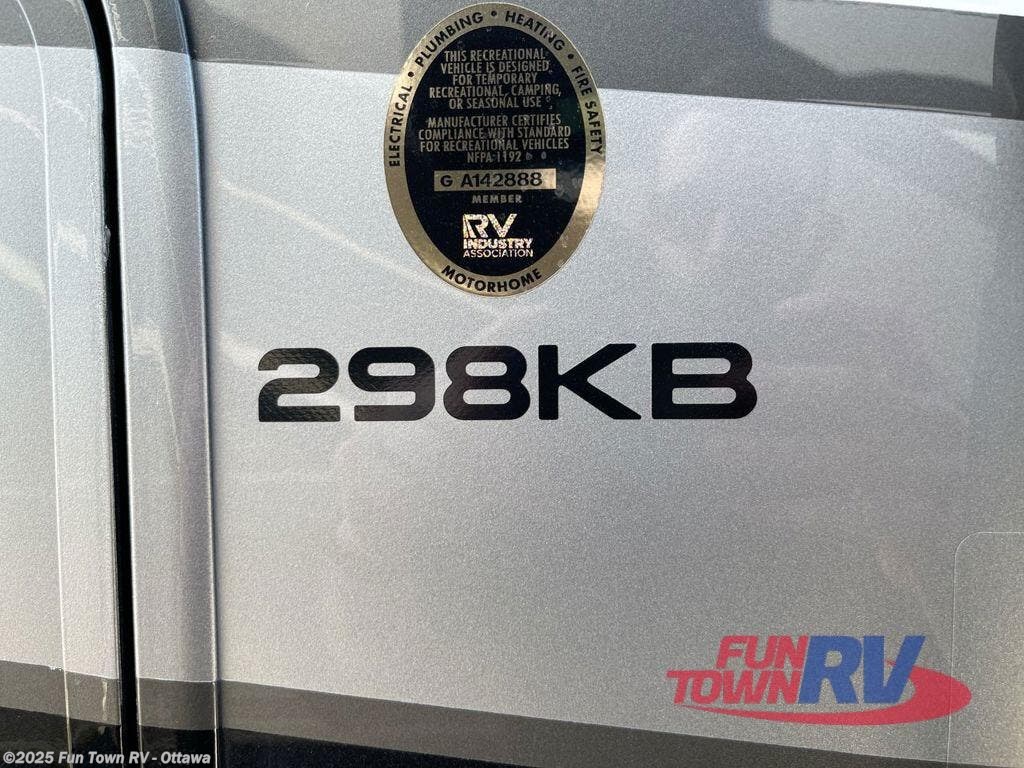 ELECTRICAL • PLUMBING • HEATING • FIRE SAFETY
THIS RECREATIONAL
VEHICLE IS DESIGNED
FOR TEMPORARY
RECREATIONAL, CAMPING,
OR SEASONAL USE
MANUFACTURER CERTIFIES
COMPLIANCE WITH STANDARD
FOR RECREATIONAL VEHICLES
NFPA 1192
G A142888
MEMBER
RV
INDUSTRY
ASSOCIATION
MOTORHOME
298KB
FUN
TOWN RV
©2025 Fun Town RV - Ottawa